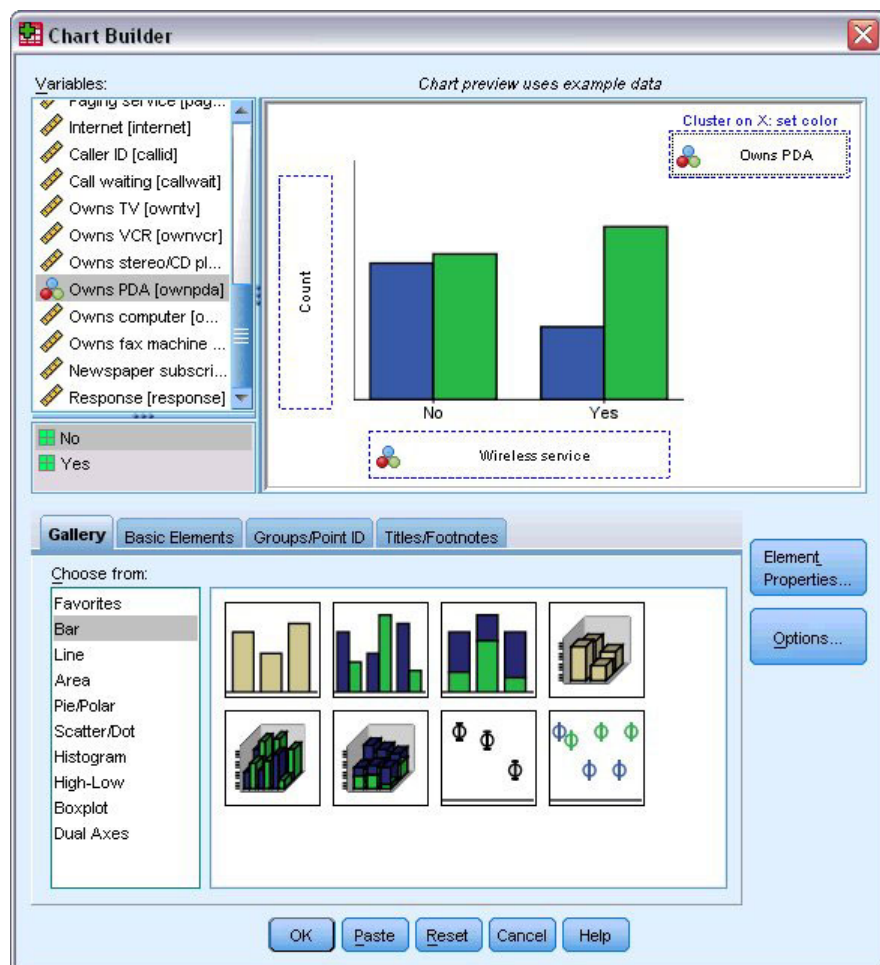 Chart Builder
Variables:
Chart preview uses example data
Paging service [pag...
Internet [internet]
Caller ID [callid]
Call waiting [callwait]
Owns TV [owntv]
Owns VCR [ownvcr]
Owns stereo/CD pl...
Owns PDA [ownpda]
Owns computer [o...
Owns fax machine ...
Newspaper subscri...
Response [response]
No
Yes
Cluster on X: set color
Owns PDA
Count
No Yes
Wireless service
Gallery Basic Elements Groups/Point ID Titles/Footnotes
Choose from:
Favorites
Bar
Line
Area
Pie/Polar
Scatter/Dot
Histogram
High-Low
Boxplot
Dual Axes
Element
Properties...
Options...
OK Paste Reset Cancel Help